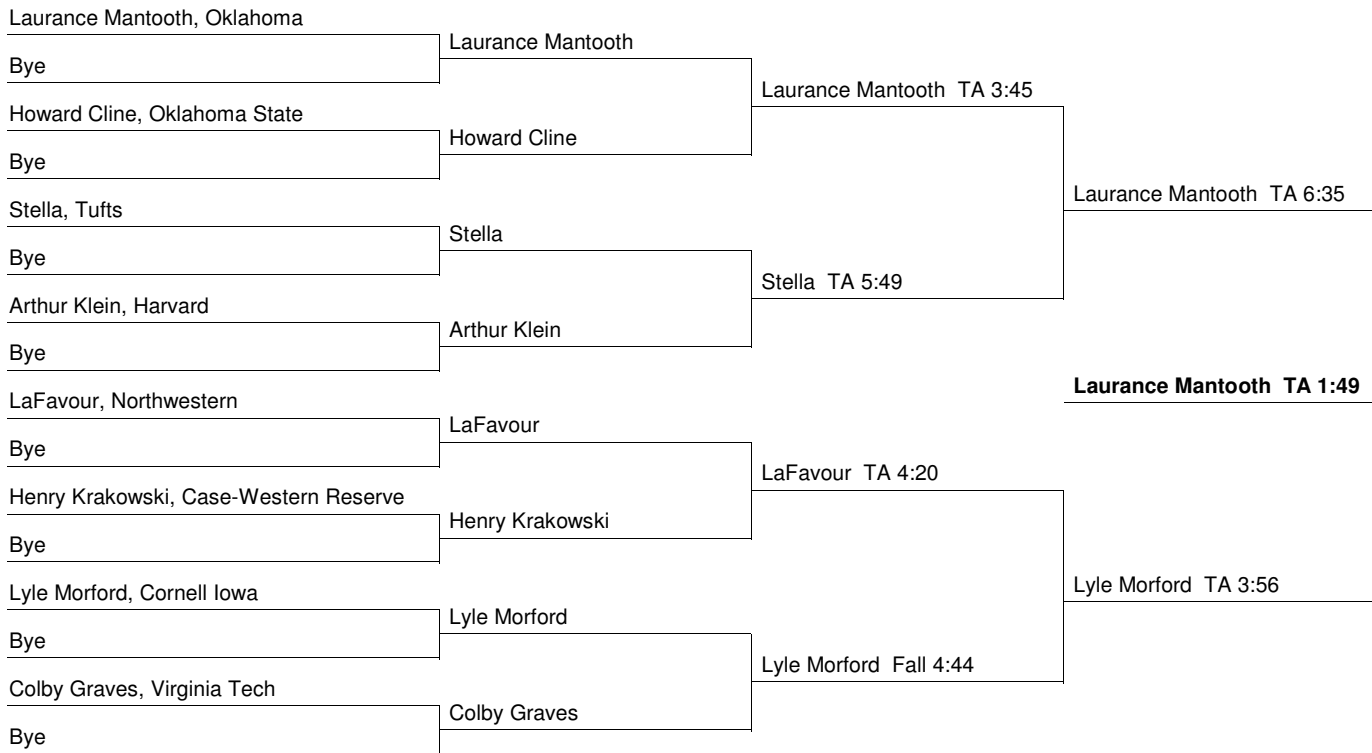 Laurance Mantooth, Oklahoma
Bye
Howard Cline, Oklahoma State
Bye
Stella, Tufts
Bye
Arthur Klein, Harvard
Bye
LaFavour, Northwestern
Bye
Henry Krakowski, Case-Western Reserve
Bye
Lyle Morford, Cornell Iowa
Bye
Colby Graves, Virginia Tech
Bye
Laurance Mantooth
Howard Cline
Stella
Arthur Klein
LaFavour
Henry Krakowski
Lyle Morford
Colby Graves
Laurance Mantooth TA 3:45
Stella TA 5:49
LaFavour TA 4:20
Lyle Morford Fall 4:44
Laurance Mantooth TA 6:35
Laurance Mantooth TA 1:49
Lyle Morford TA 3:56